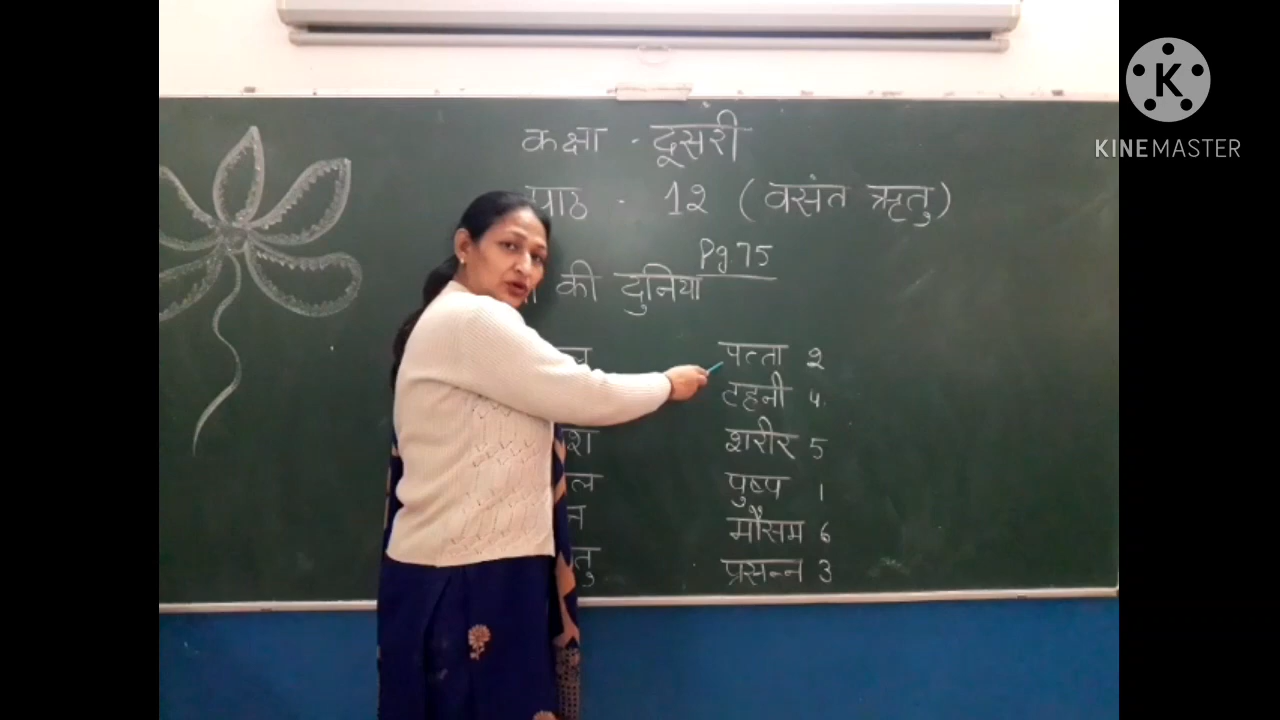 कक्षा - दूसरी
पाठ - 12 (वसंत ऋतु)
Pg.75
की दुनिया
पत्ता 2
टहनी 4.
शरीर 5
पुष्प 1
मौसम 6
प्रसन्न 3
K
KINEMASTER